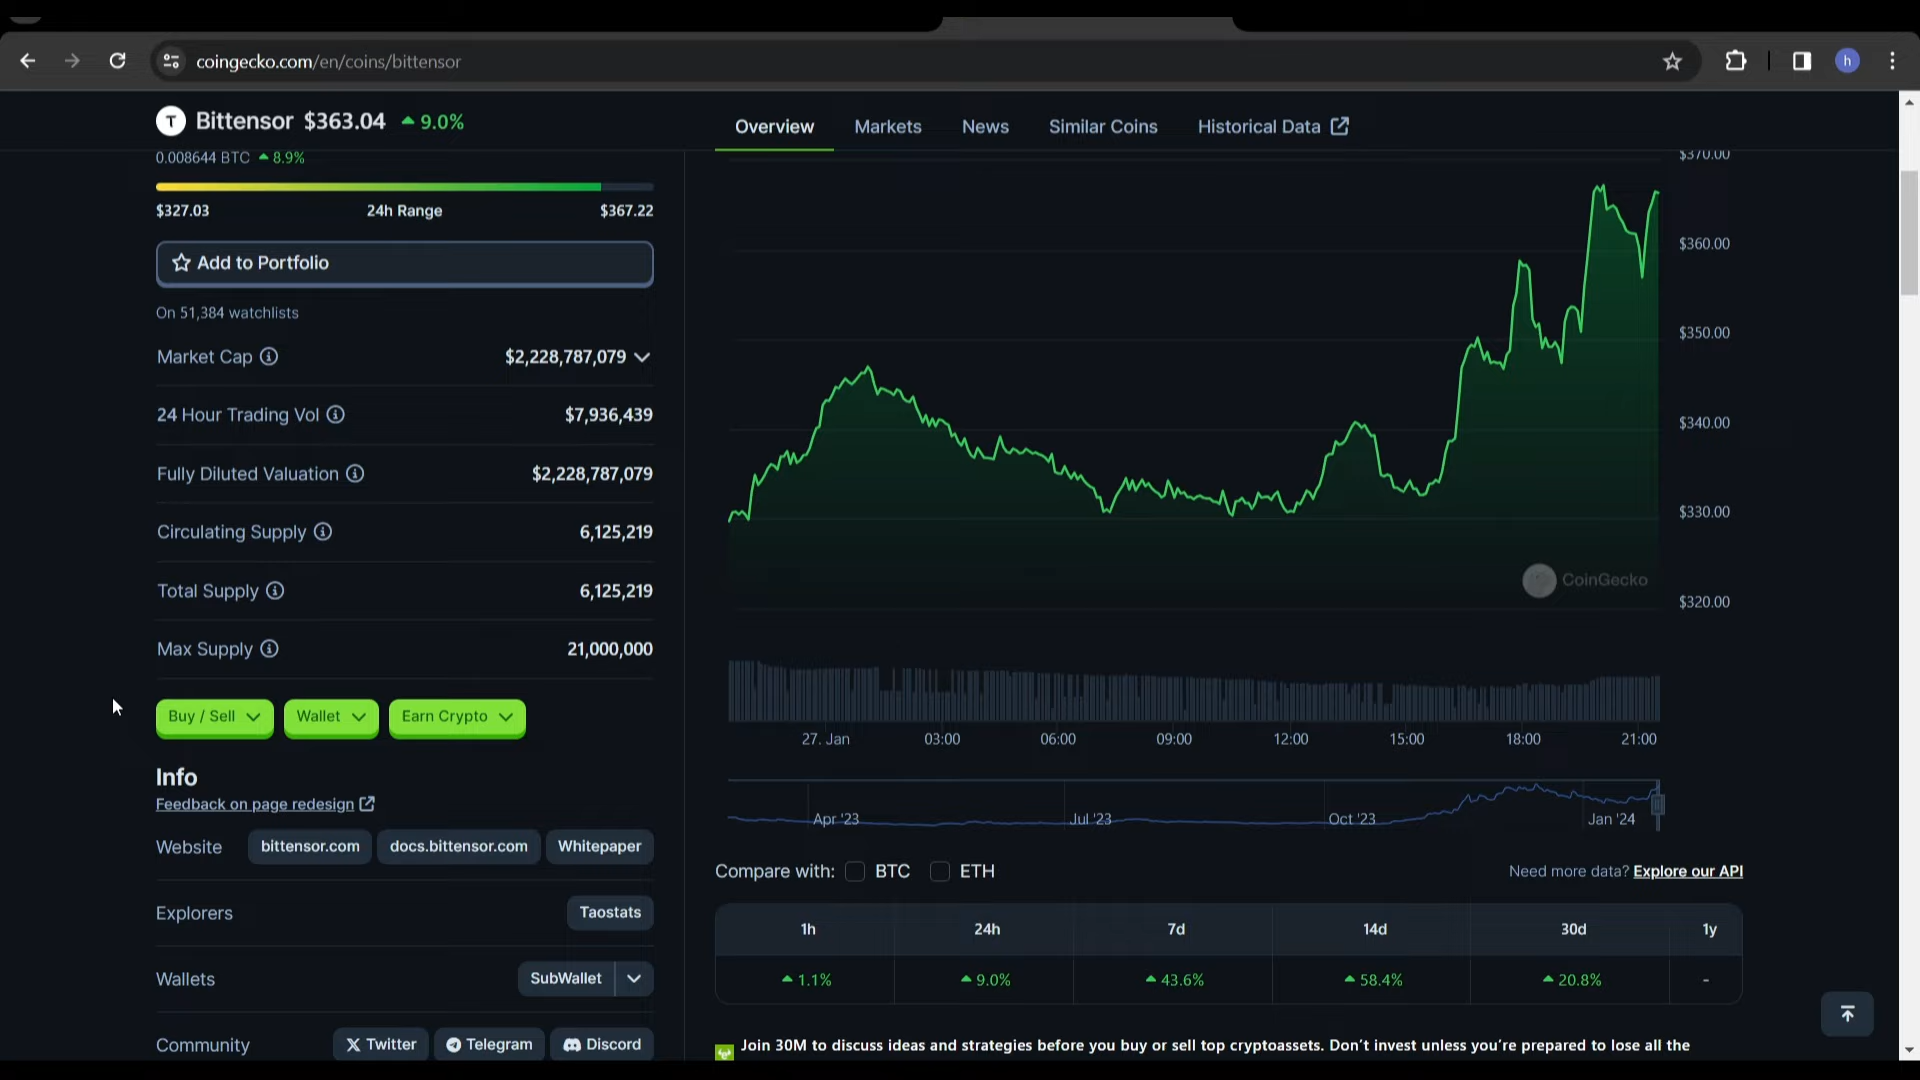 coingecko.com/en/coins/bittensor
h
T Bittensor $363.04 9.0%
Overview Markets News Similar Coins Historical Data
0.008644 BTC 8.9%
$327.03 24h Range $367.22
Add to Portfolio
On 51,384 watchlists
Market Cap $2,228,787,079
24 Hour Trading Vol $7,936,439
Fully Diluted Valuation $2,228,787,079
Circulating Supply 6,125,219
Total Supply 6,125,219
Max Supply 21,000,000
Buy / Sell Wallet Earn Crypto
Info
Feedback on page redesign
Website bittensor.com docs.bittensor.com Whitepaper
Explorers Taostats
Wallets SubWallet
Community Twitter Telegram Discord
$370.00
$360.00
$350.00
$340.00
$330.00
$320.00
CoinGecko
27. Jan 03:00 06:00 09:00 12:00 15:00 18:00 21:00
Apr '23 Jul '23 Oct '23 Jan '24
Compare with: BTC ETH
Need more data? Explore our API
1h 24h 7d 14d 30d 1y
1.1% 9.0% 43.6% 58.4% 20.8% -
Join 30M to discuss ideas and strategies before you buy or sell top cryptoassets. Don't invest unless you're prepared to lose all the